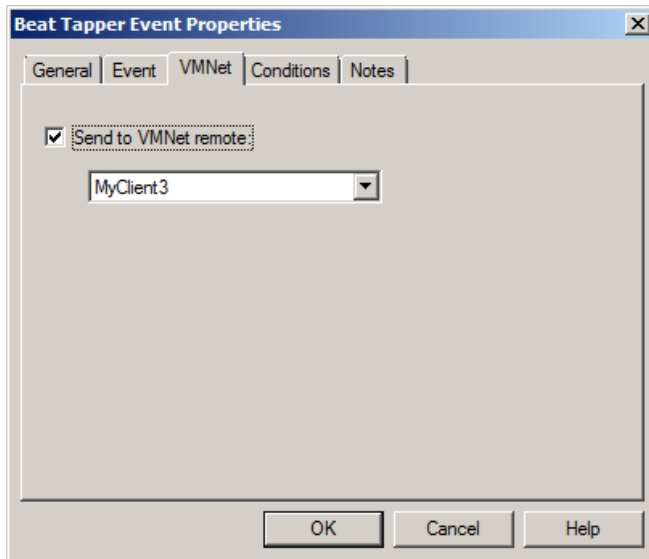 Beat Tapper Event Properties
General Event VMNet Conditions Notes
Send to VMNet remote:
MyClient3
OK Cancel Help